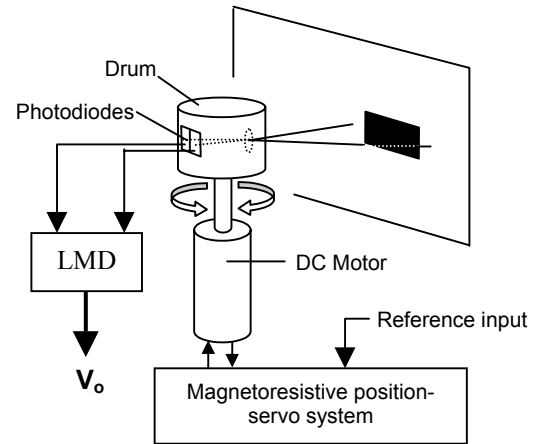 Drum
Photodiodes
LMD
DC Motor
Reference input
Vo
Magnetoresistive position-
servo system